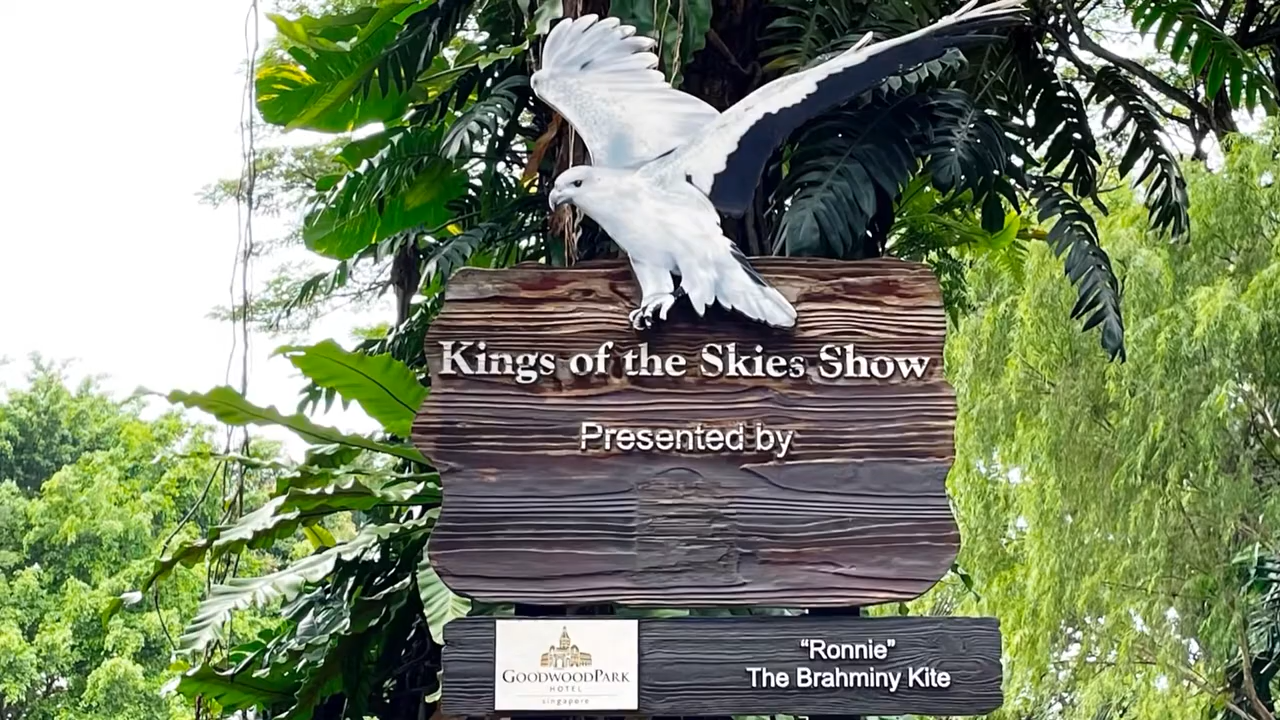 Kings of the Skies Show
Presented by
GOODWOODPARK
HOTEL
singapore
“Ronnie”
The Brahminy Kite